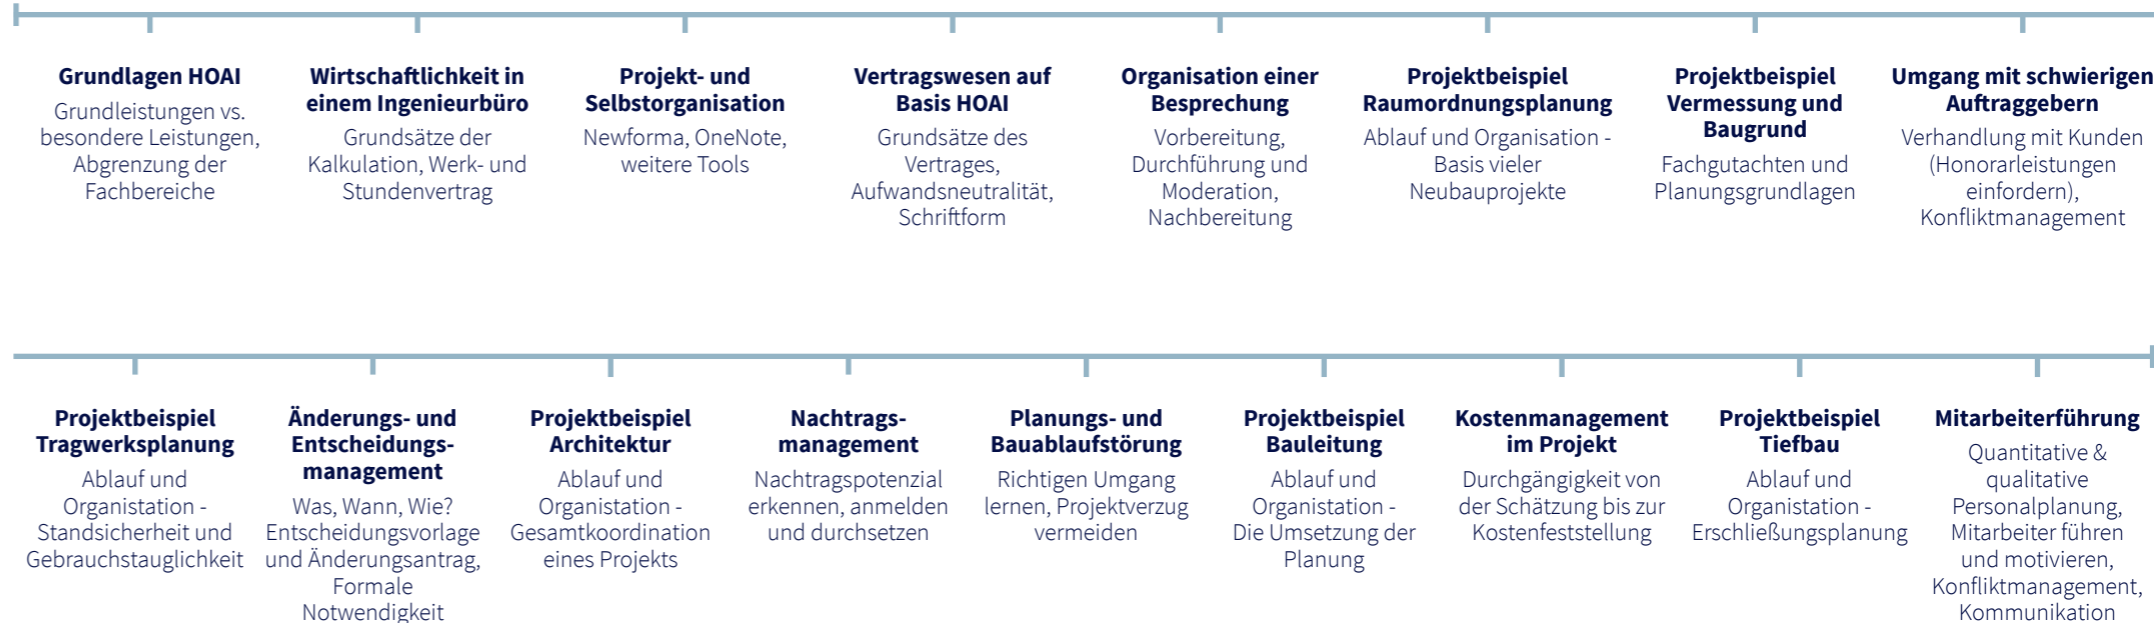 Grundlagen HOAI
Grundleistungen vs.
besondere Leistungen,
Abgrenzung der
Fachbereiche
Wirtschaftlichkeit in
einem Ingenieurbüro
Grundsätze der
Kalkulation, Werk- und
Stundenvertrag
Projekt- und
Selbstorganisation
Newforma, OneNote,
weitere Tools
Vertragswesen auf
Basis HOAI
Grundsätze des
Vertrages,
Aufwandsneutralität,
Schriftform
Organisation einer
Besprechung
Vorbereitung,
Durchführung und
Moderation,
Nachbereitung
Projektbeispiel
Raumordnungsplanung
Ablauf und Organisation -
Basis vieler
Neubauprojekte
Projektbeispiel
Vermessung und
Baugrund
Fachgutachten und
Planungsgrundlagen
Umgang mit schwierigen
Auftraggebern
Verhandlung mit Kunden
(Honorarleistungen
einfordern),
Konfliktmanagement
Projektbeispiel
Tragwerksplanung
Ablauf und
Organistation -
Standsicherheit und
Gebrauchstauglichkeit
Änderungs- und
Entscheidungs-
management
Was, Wann, Wie?
Entscheidungsvorlage
und Änderungsantrag,
Formale
Notwendigkeit
Projektbeispiel
Architektur
Ablauf und
Organistation -
Gesamtkoordination
eines Projekts
Nachtrags-
management
Nachtragspotenzial
erkennen, anmelden
und durchsetzen
Planungs- und
Bauablaufstörung
Richtigen Umgang
lernen, Projektverzug
vermeiden
Projektbeispiel
Bauleitung
Ablauf und
Organistation -
Die Umsetzung der
Planung
Kostenmanagement
im Projekt
Durchgängigkeit von
der Schätzung bis zur
Kostenfeststellung
Projektbeispiel
Tiefbau
Ablauf und
Organistation -
Erschließungsplanung
Mitarbeiterführung
Quantitative &
qualitative
Personalplanung,
Mitarbeiter führen
und motivieren,
Konfliktmanagement,
Kommunikation